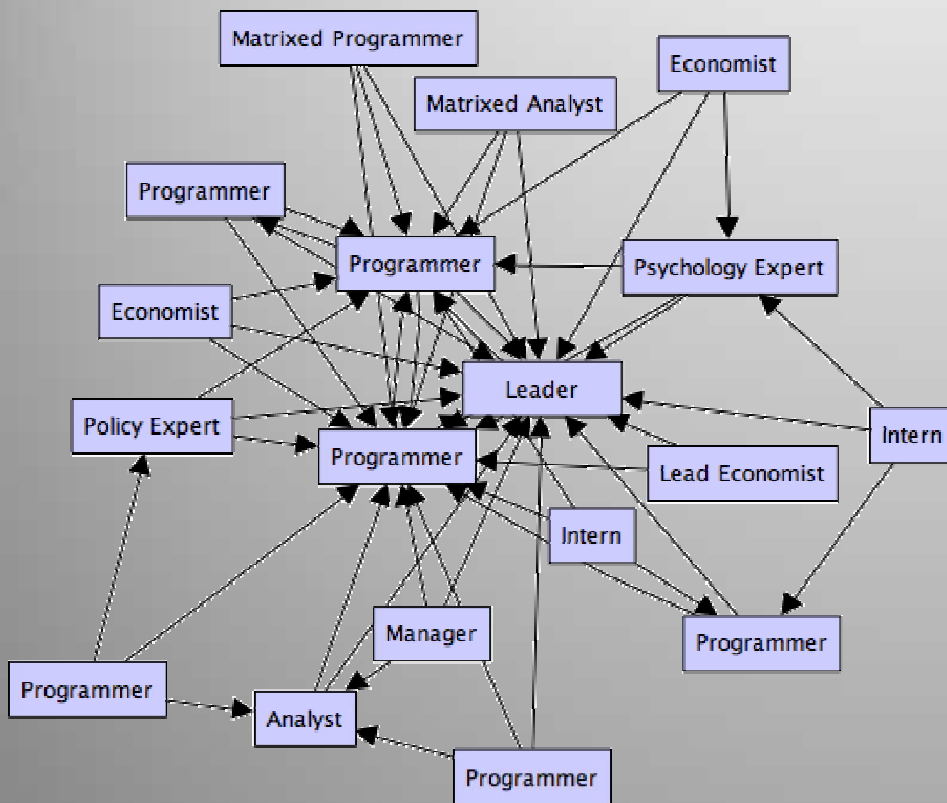 Matrixed Programmer
Economist
Matrixed Analyst
Programmer
Programmer
Psychology Expert
Economist
Leader
Policy Expert
Intern
Programmer
Lead Economist
Intern
Manager
Programmer
Programmer
Analyst
Programmer